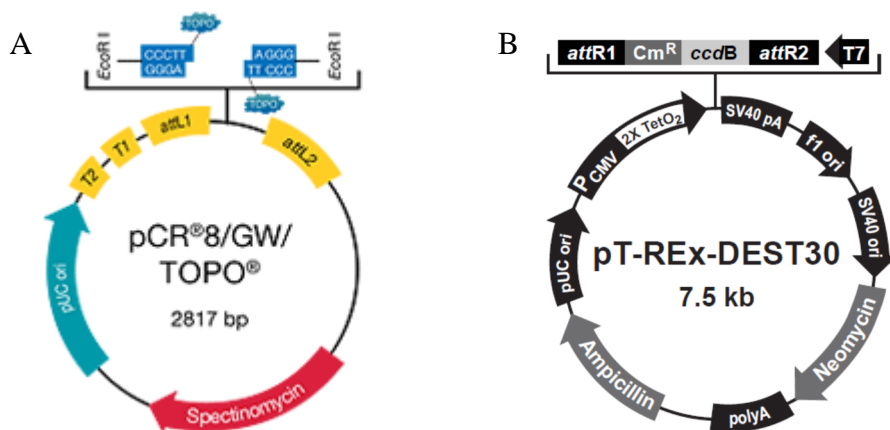 A
TOPO
EcoR I
CCCTT
GGGA
AGGG
TT CCC
EcoR I
TOPO
T2
T1
attL1
attL2
pUC ori
pCR®8/GW/
TOPO®
2817 bp
Spectinomycin
B
attR1 CmR ccdB attR2 T7
PCMV
2X TetO2
SV40 pA
f1 ori
SV40 ori
pUC ori
pT-REx-DEST30
7.5 kb
Ampicillin
Neomycin
polyA